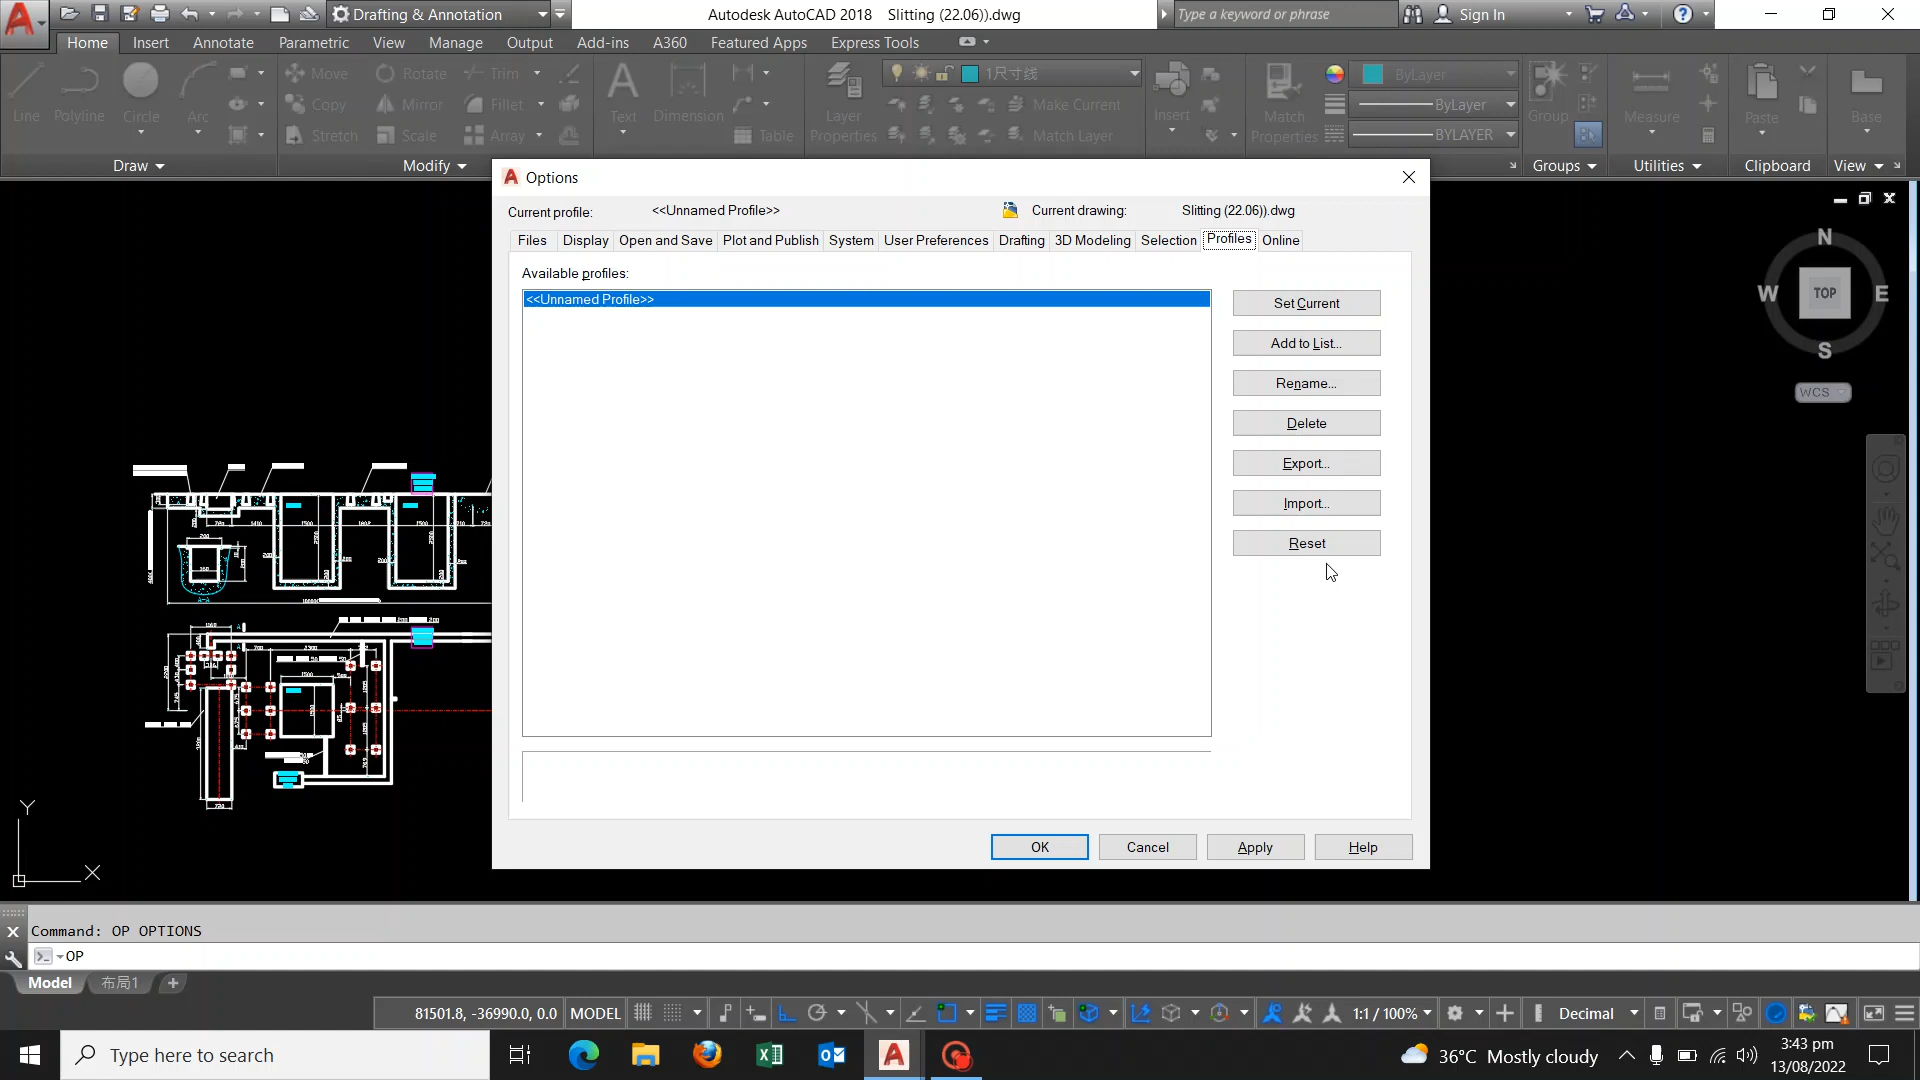 Drafting & Annotation
Autodesk AutoCAD 2018 Slitting (22.06)).dwg
Type a keyword or phrase
Sign In
Home Insert Annotate Parametric View Manage Output Add-ins A360 Featured Apps Express Tools
Line
Polyline
Circle
Arc
Move
Rotate
Trim
Copy
Mirror
Fillet
Stretch
Scale
Array
Text
Dimension
Table
Layer
Properties
1尺寸线
Make Current
Match Layer
Insert
Match
Properties
ByLayer
ByLayer
BYLAYER
Group
Measure
Paste
Base
Draw
Modify
Groups
Utilities
Clipboard
View
Options
Current profile:
<<Unnamed Profile>>
Current drawing:
Slitting (22.06)).dwg
Files Display Open and Save Plot and Publish System User Preferences Drafting 3D Modeling Selection Profiles Online
Available profiles:
<<Unnamed Profile>>
Set Current
Add to List...
Rename...
Delete
Export...
Import...
Reset
OK
Cancel
Apply
Help
N
W
TOP
E
S
WCS
Y
X
Command: OP OPTIONS
OP
Model
布局1
81501.8, -36990.0, 0.0
MODEL
1:1 / 100%
Decimal
Type here to search
36°C Mostly cloudy
3:43 pm
13/08/2022